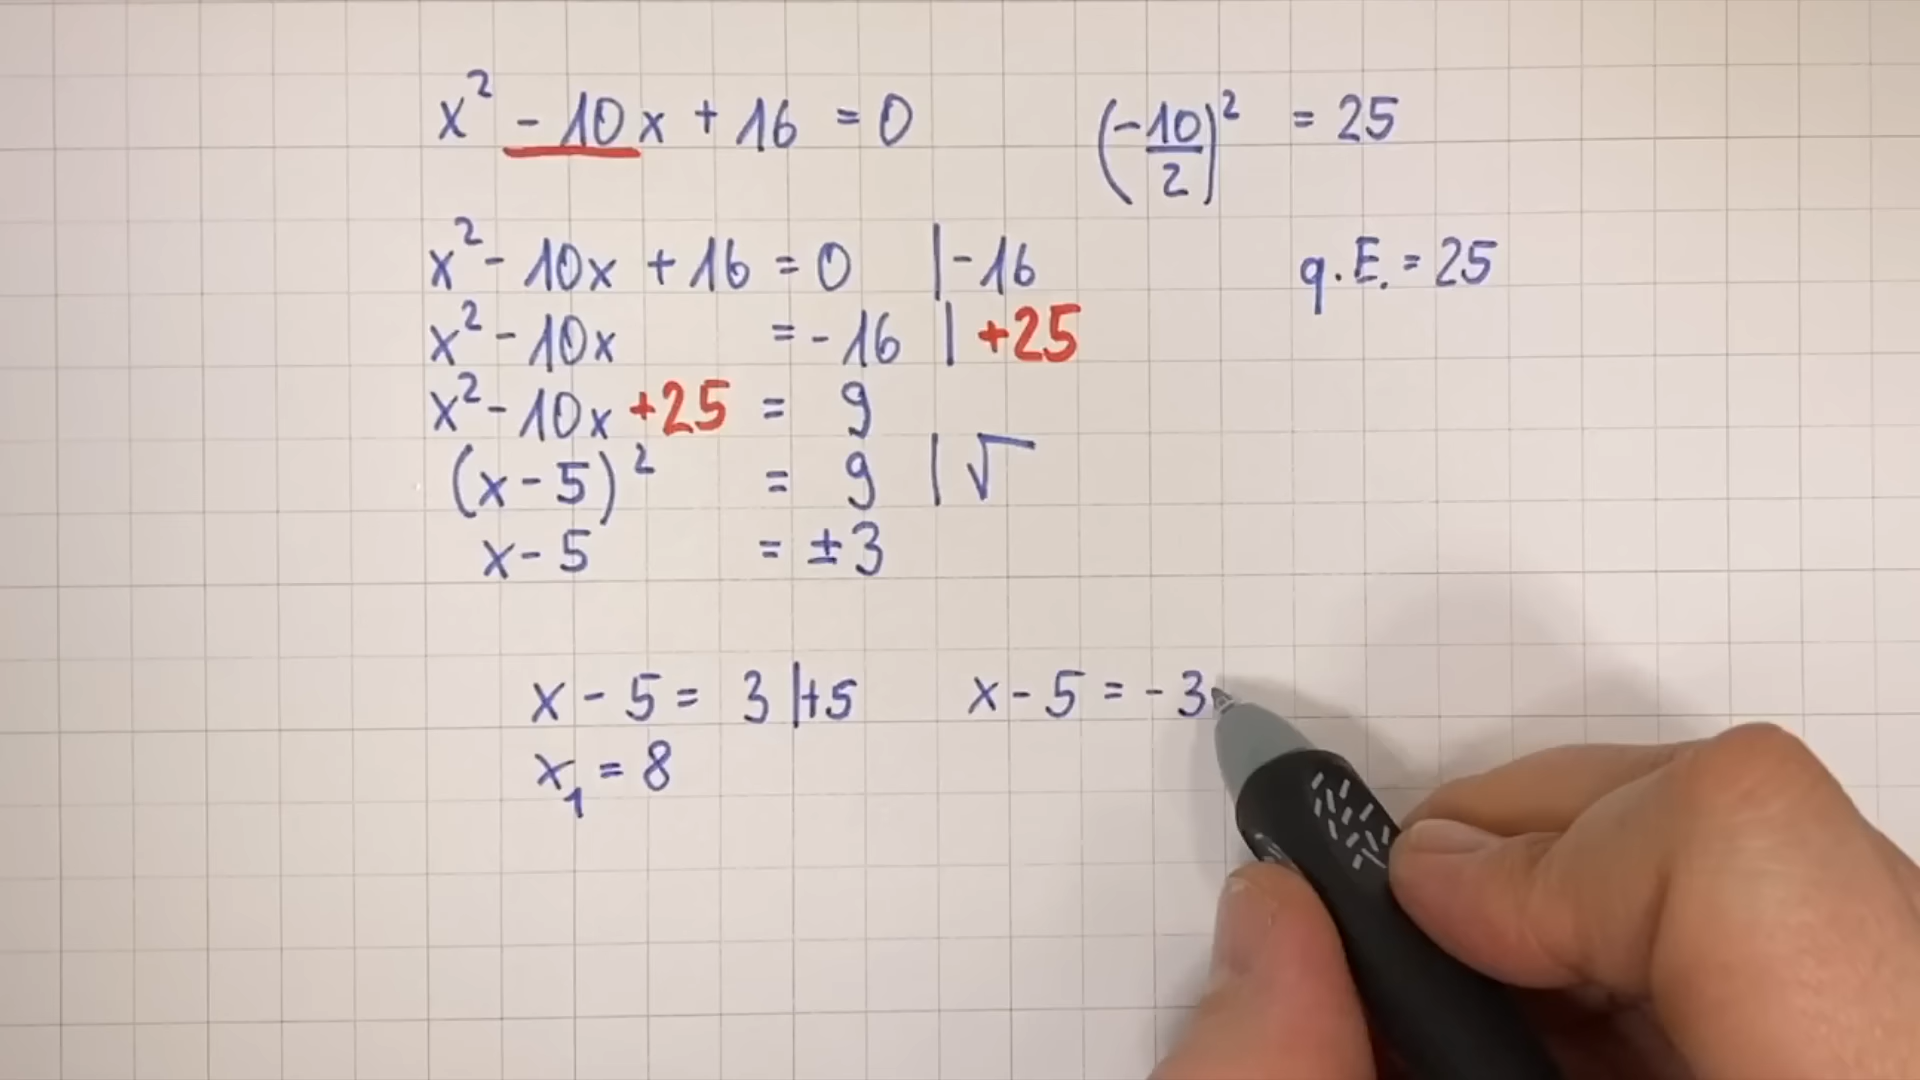 x² - 10x + 16 = 0
(-10/2)² = 25
x² - 10x + 16 = 0 | -16
q.E. = 25
x² - 10x = -16 | +25
x² - 10x +25 = 9
(x - 5)² = 9 | √
x - 5 = ±3
x - 5 = 3 |+5
x - 5 = -3
x₁ = 8